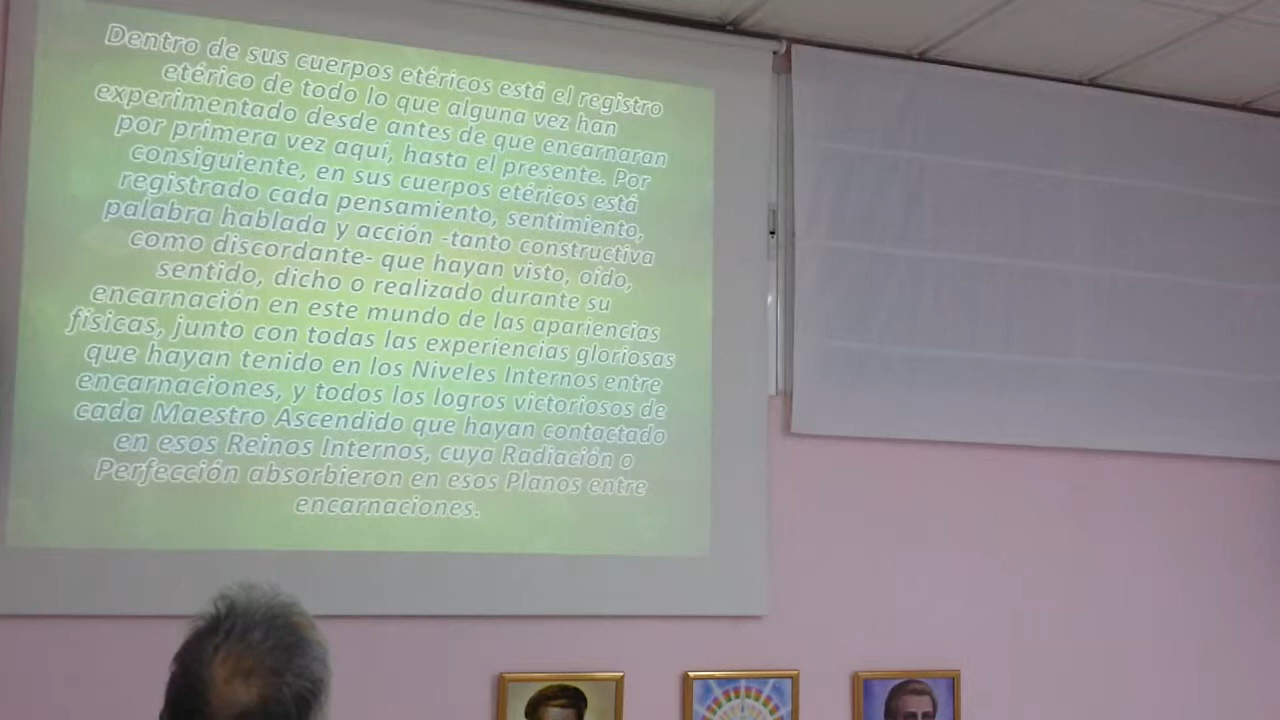 Dentro de sus cuerpos etéricos está el registro
etérico de todo lo que alguna vez han
experimentado desde antes de que encarnaran
por primera vez aquí, hasta el presente. Por
consiguiente, en sus cuerpos etéricos está
registrado cada pensamiento, sentimiento,
palabra hablada y acción -tanto constructiva
como discordante- que hayan visto, oído,
sentido, dicho o realizado durante su
encarnación en este mundo de las apariencias
físicas, junto con todas las experiencias gloriosas
que hayan tenido en los Niveles Internos entre
encarnaciones, y todos los logros victoriosos de
cada Maestro Ascendido que hayan contactado
en esos Reinos Internos, cuya Radiación o
Perfección absorbieron en esos Planos entre
encarnaciones.